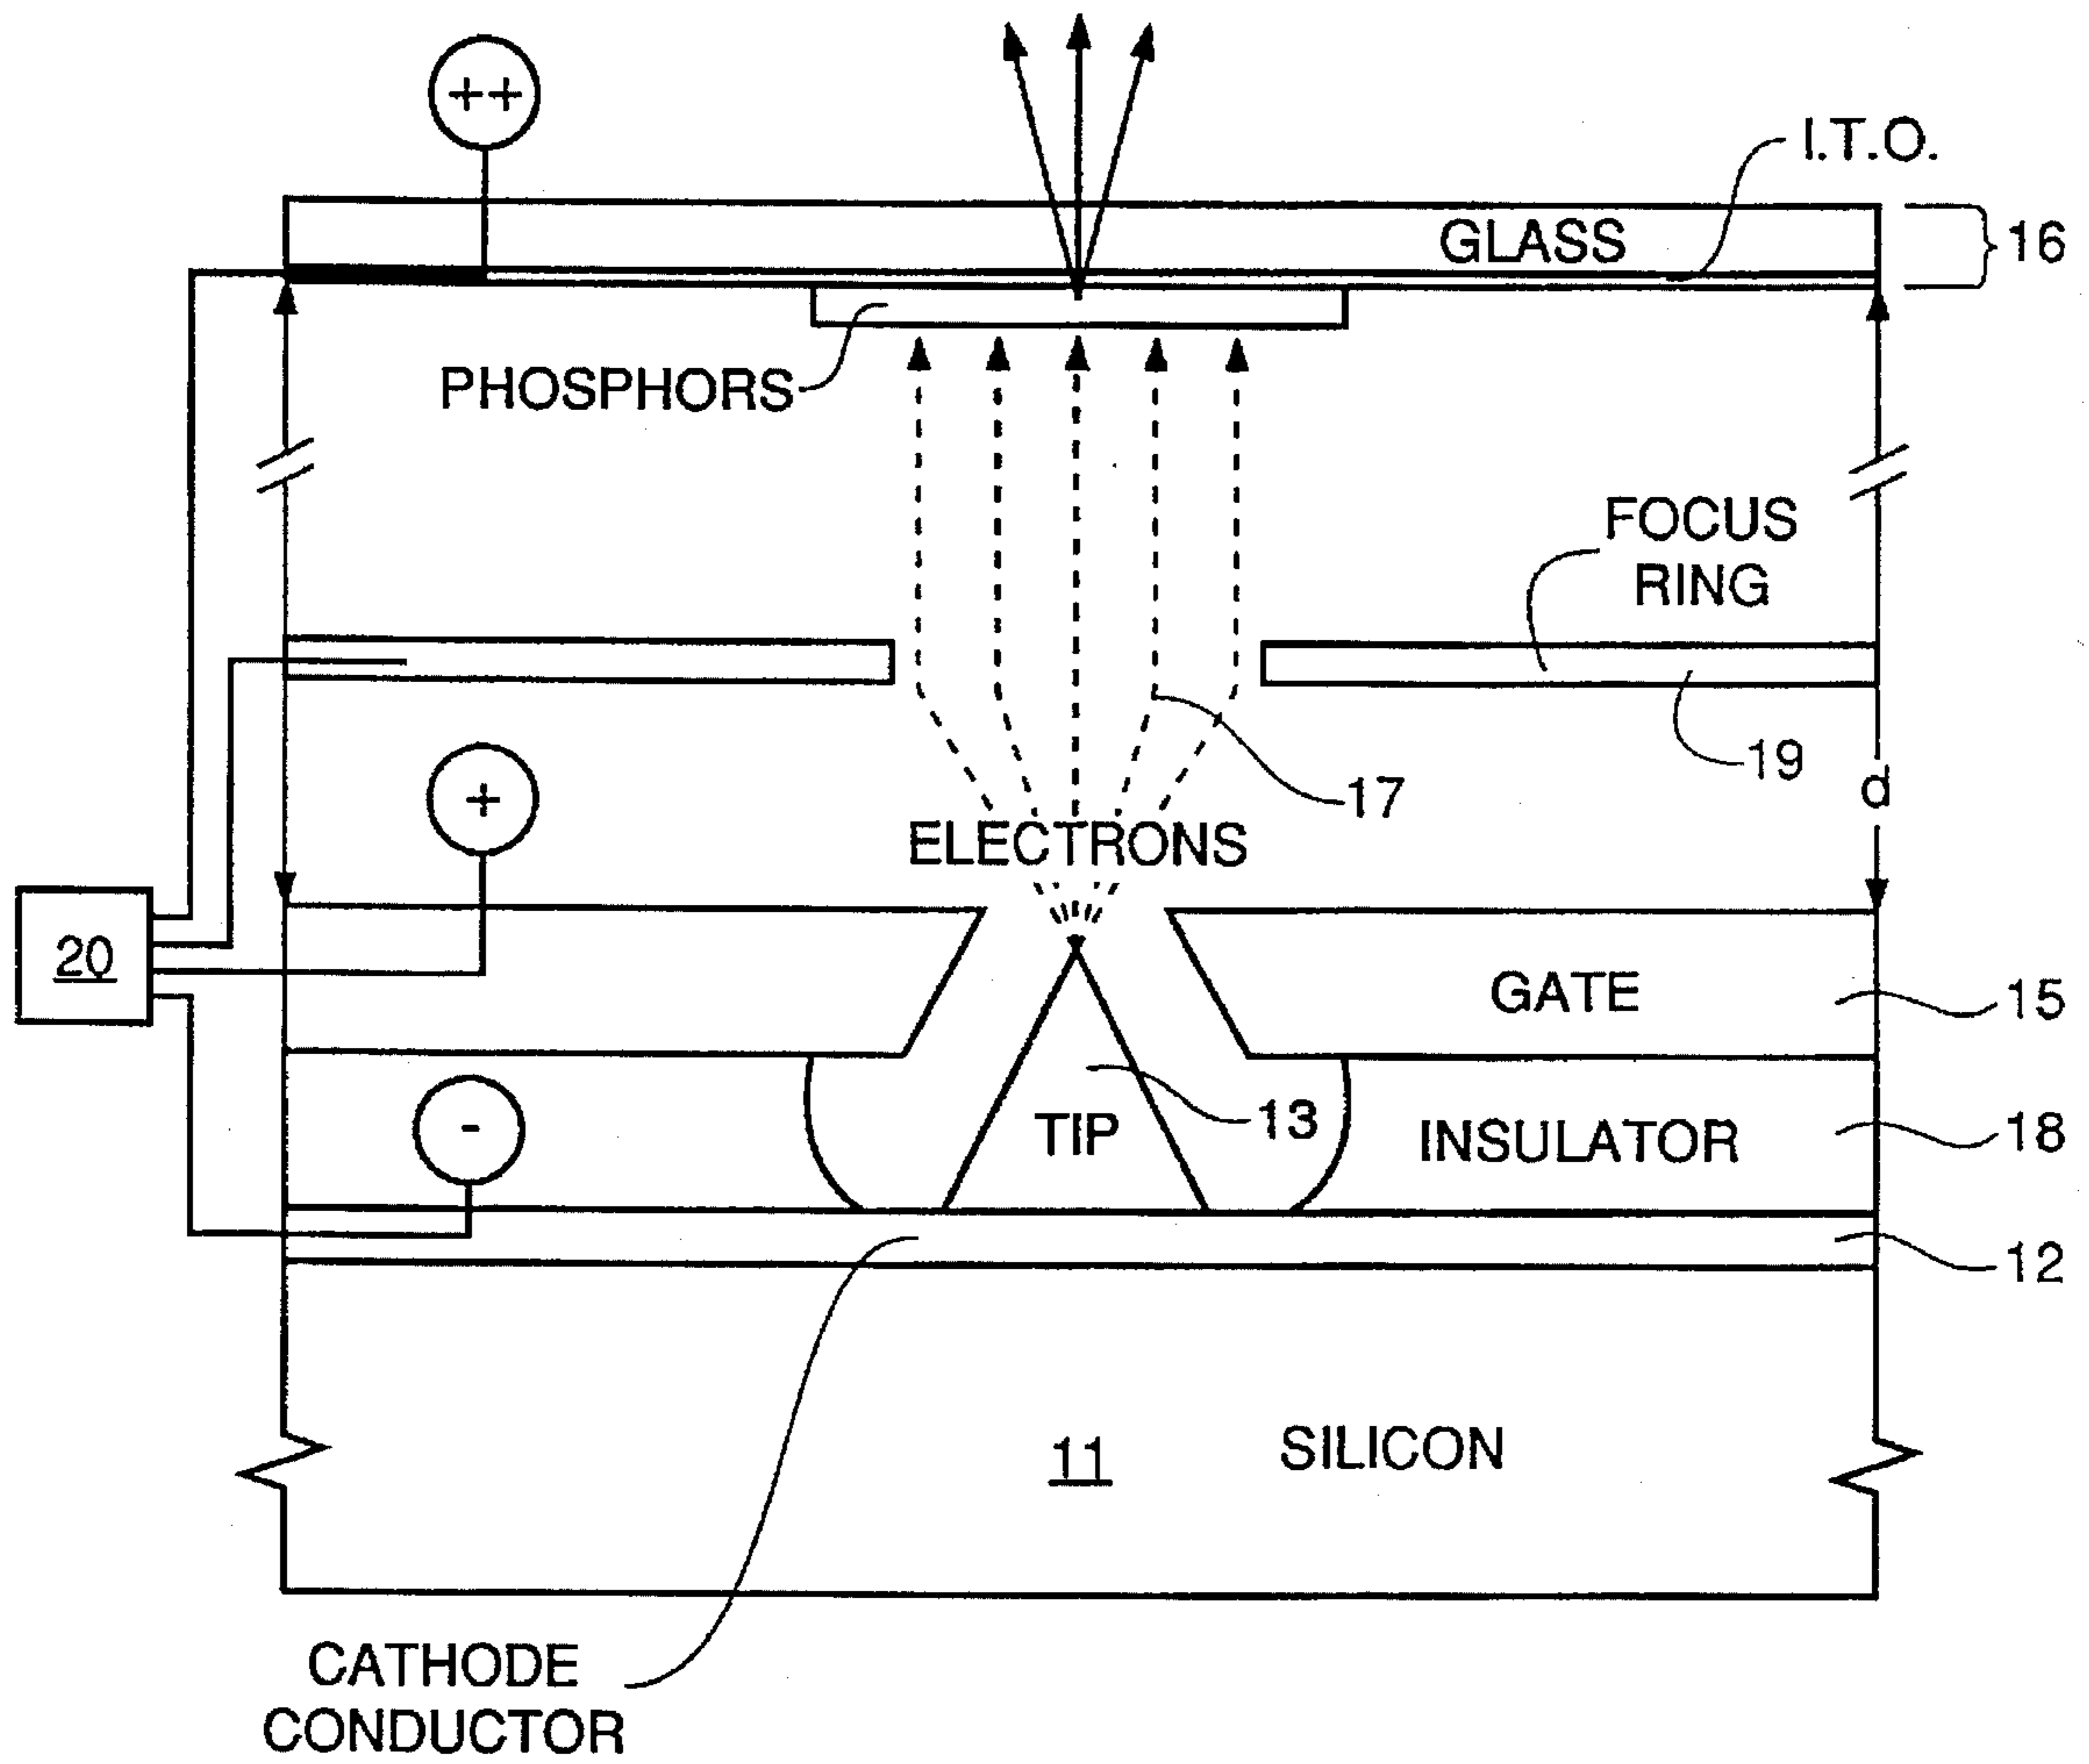 ++
I.T.O.
GLASS
16
PHOSPHORS
FOCUS
RING
19
17
+
d
ELECTRONS
20
GATE
15
-
13
TIP
INSULATOR
18
12
SILICON
11
CATHODE
CONDUCTOR